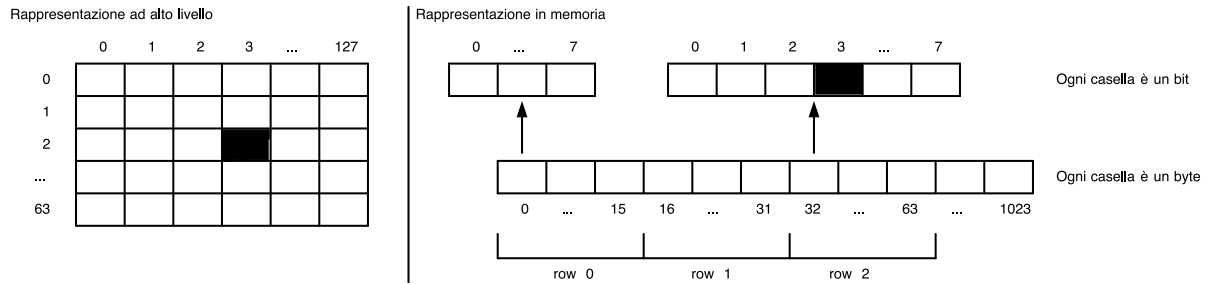 Rappresentazione ad alto livello
0 1 2 3 ... 127
0
1
2
...
63
Rappresentazione in memoria
0 ... 7
0 1 2 3 ... 7
Ogni casella è un bit
Ogni casella è un byte
0 ... 15 16 ... 31 32 ... 63 ... 1023
row 0 row 1 row 2